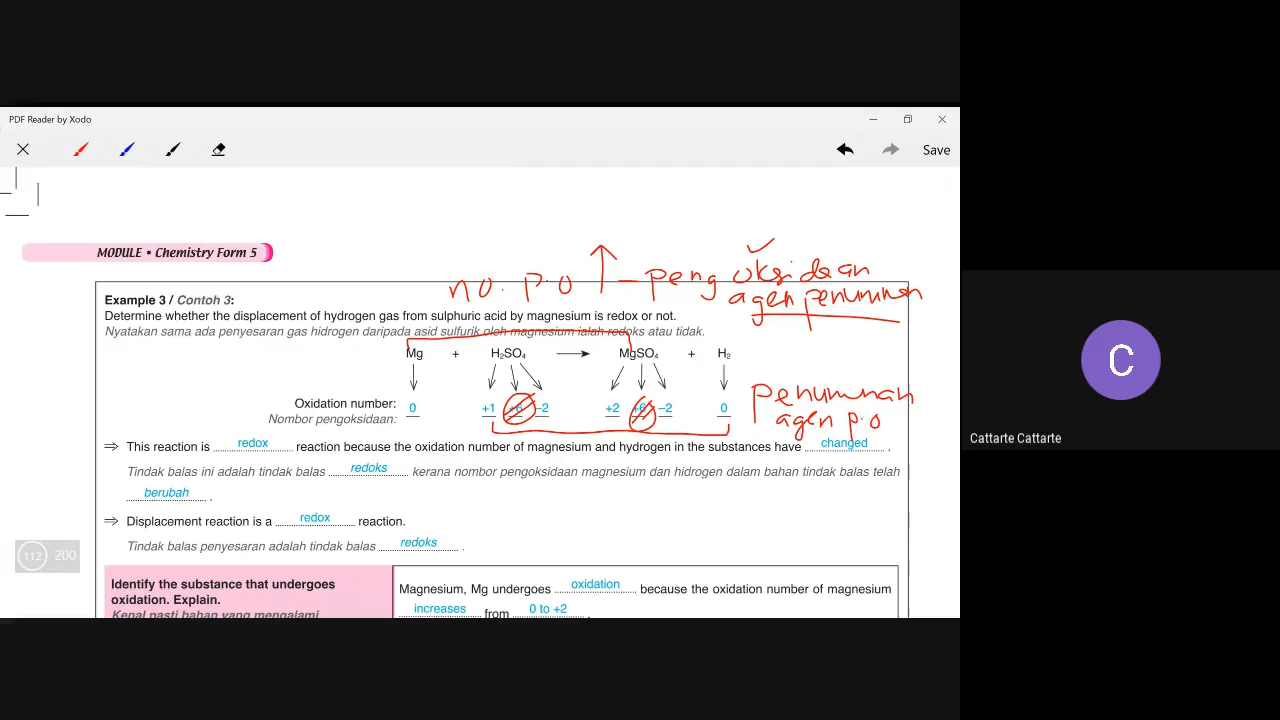 PDF Reader by Xodo
Save
MODULE • Chemistry Form 5
no. p.o ↑ – pengoksidaan
agen penurunan
Example 3 / Contoh 3:
Determine whether the displacement of hydrogen gas from sulphuric acid by magnesium is redox or not.
Nyatakan sama ada penyesaran gas hidrogen daripada asid sulfurik oleh magnesium ialah redoks atau tidak.
Mg + H₂SO₄ → MgSO₄ + H₂
Penurunan
agen p.o
Oxidation number: 0 +1 +6 –2 +2 +6 –2 0
Nombor pengoksidaan:
⇒ This reaction is redox reaction because the oxidation number of magnesium and hydrogen in the substances have changed .
Tindak balas ini adalah tindak balas redoks kerana nombor pengoksidaan magnesium dan hidrogen dalam bahan tindak balas telah
berubah .
⇒ Displacement reaction is a redox reaction.
Tindak balas penyesaran adalah tindak balas redoks .
112 200
Identify the substance that undergoes
oxidation. Explain.
Kenal pasti bahan yang mengalami
Magnesium, Mg undergoes oxidation because the oxidation number of magnesium
increases from 0 to +2 .
C
Cattarte Cattarte